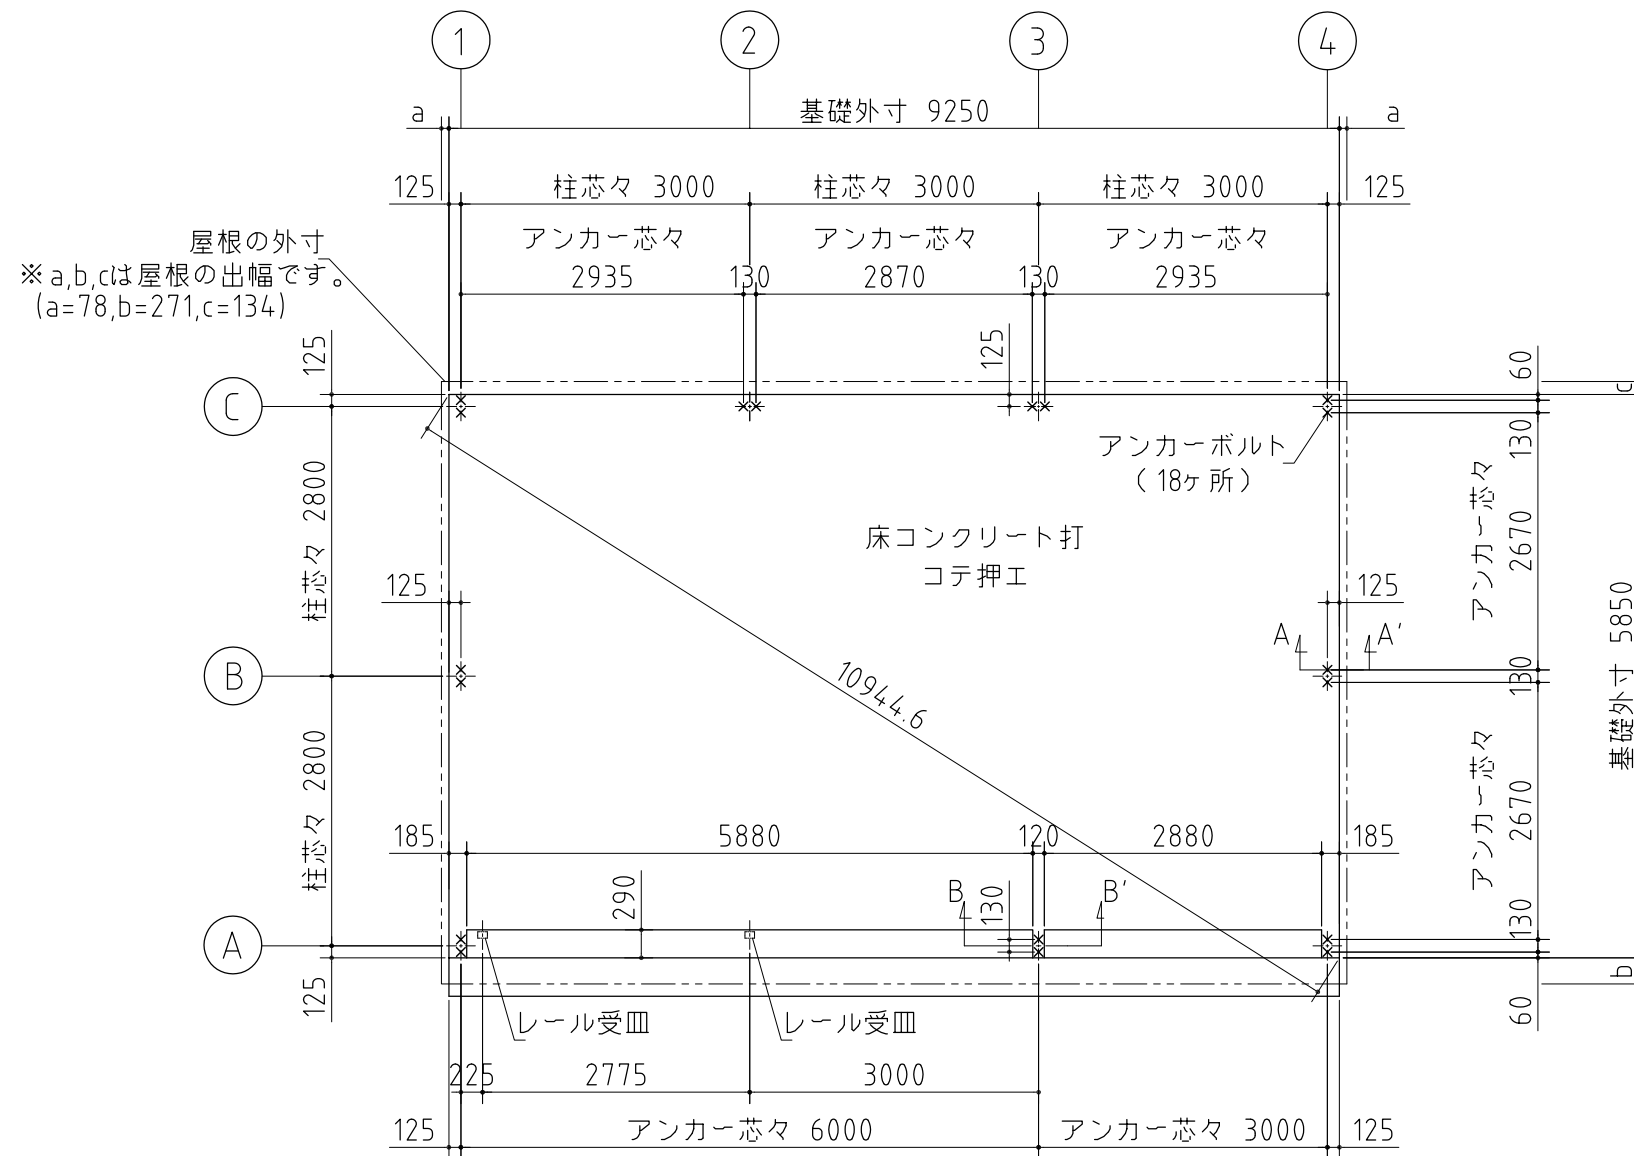 1 2 3 4
a 基礎外寸 9250 a
125 柱芯々 3000 柱芯々 3000 柱芯々 3000 125
アンカー芯々 アンカー芯々 アンカー芯々
2935 130 2870 130 2935
屋根の外寸
※a,b,cは屋根の出幅です。
(a=78,b=271,c=134)
125
125
60
c
C
アンカーボルト
(18ヶ所)
130
柱芯々 2800
アンカー芯々 2670
床コンクリート打
コテ押エ
125
125
A A'
B
130
基礎外寸 5850
10944.6
柱芯々 2800
アンカー芯々 2670
185 5880 120 2880 185
290
B 130 B'
130
A
b
125
60
レール受皿 レール受皿
225 2775 3000
125 アンカー芯々 6000 アンカー芯々 3000 125